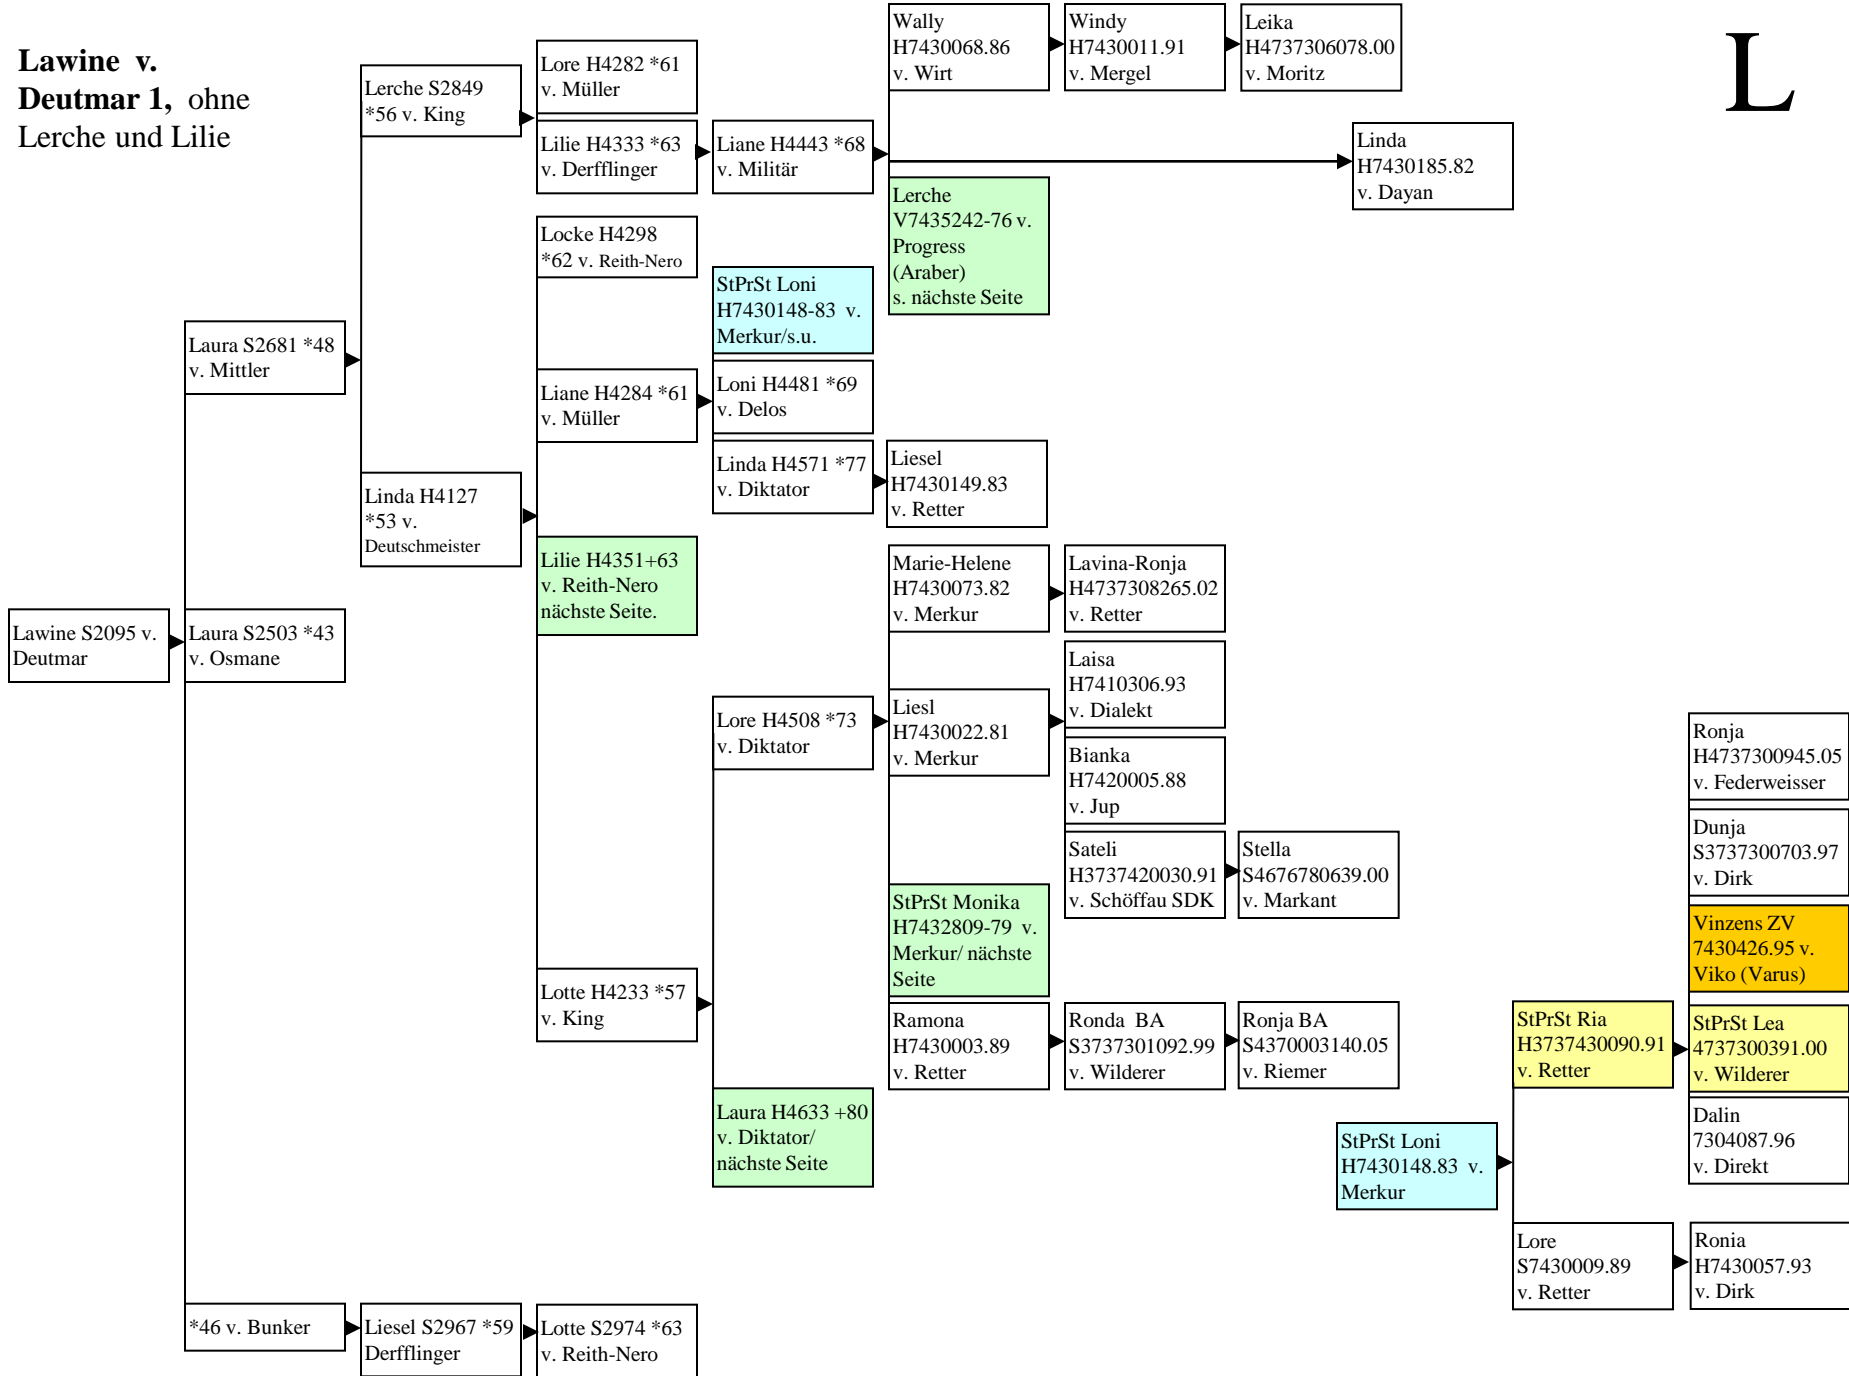 Lawine v.
Deutmar 1, ohne
Lerche und Lilie
L
Lawine S2095 v.
Deutmar
Laura S2681 *48
v. Mittler
Laura S2503 *43
v. Osmane
*46 v. Bunker
Lerche S2849
*56 v. King
Linda H4127
*53 v.
Deutschmeister
Liesel S2967 *59
Derfflinger
Lore H4282 *61
v. Müller
Lilie H4333 *63
v. Derfflinger
Locke H4298
*62 v. Reith-Nero
Liane H4284 *61
v. Müller
Lilie H4351+63
v. Reith-Nero
nächste Seite.
Lotte H4233 *57
v. King
Lotte S2974 *63
v. Reith-Nero
Liane H4443 *68
v. Militär
StPrSt Loni
H7430148-83 v.
Merkur/s.u.
Loni H4481 *69
v. Delos
Linda H4571 *77
v. Diktator
Lore H4508 *73
v. Diktator
Laura H4633 +80
v. Diktator/
nächste Seite
Wally
H7430068.86
v. Wirt
Lerche
V7435242-76 v.
Progress
(Araber)
s. nächste Seite
Liesel
H7430149.83
v. Retter
Marie-Helene
H7430073.82
v. Merkur
Liesl
H7430022.81
v. Merkur
StPrSt Monika
H7432809-79 v.
Merkur/ nächste
Seite
Ramona
H7430003.89
v. Retter
Windy
H7430011.91
v. Mergel
Lavina-Ronja
H4737308265.02
v. Retter
Laisa
H7410306.93
v. Dialekt
Bianka
H7420005.88
v. Jup
Sateli
H3737420030.91
v. Schöffau SDK
Ronda BA
S3737301092.99
v. Wilderer
Leika
H4737306078.00
v. Moritz
Stella
S4676780639.00
v. Markant
Ronja BA
S4370003140.05
v. Riemer
Linda
H7430185.82
v. Dayan
StPrSt Loni
H7430148.83 v.
Merkur
StPrSt Ria
H3737430090.91
v. Retter
Lore
S7430009.89
v. Retter
Ronja
H4737300945.05
v. Federweisser
Dunja
S3737300703.97
v. Dirk
Vinzens ZV
7430426.95 v.
Viko (Varus)
StPrSt Lea
4737300391.00
v. Wilderer
Dalin
7304087.96
v. Direkt
Ronia
H7430057.93
v. Dirk